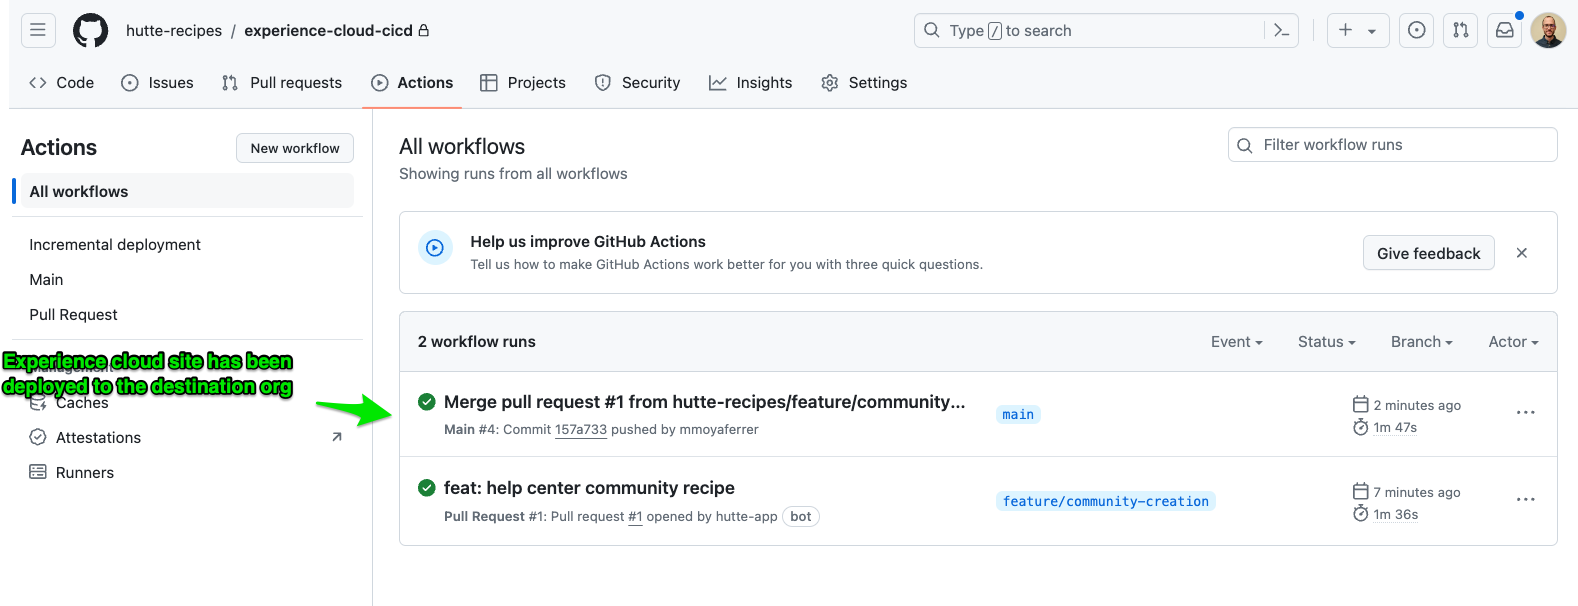 hutte-recipes / experience-cloud-cicd
Type / to search
Code Issues Pull requests Actions Projects Security Insights Settings
Actions
New workflow
All workflows
Incremental deployment
Main
Pull Request
Management
Experience cloud site has been
deployed to the destination org
Caches
Attestations
Runners
All workflows
Showing runs from all workflows
Filter workflow runs
Help us improve GitHub Actions
Tell us how to make GitHub Actions work better for you with three quick questions.
Give feedback
2 workflow runs
Event Status Branch Actor
Merge pull request #1 from hutte-recipes/feature/community...
Main #4: Commit 157a733 pushed by mmoyaferrer
main
2 minutes ago
1m 47s
feat: help center community recipe
Pull Request #1: Pull request #1 opened by hutte-app bot
feature/community-creation
7 minutes ago
1m 36s